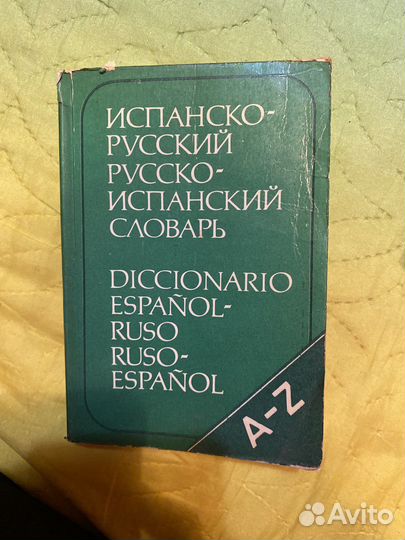 ИСПАНСКО-
РУССКИЙ
РУССКО-
ИСПАНСКИЙ
СЛОВАРЬ
DICCIONARIO
ESPAÑOL-
RUSO
RUSO-
ESPAÑOL
A-Z
Avito